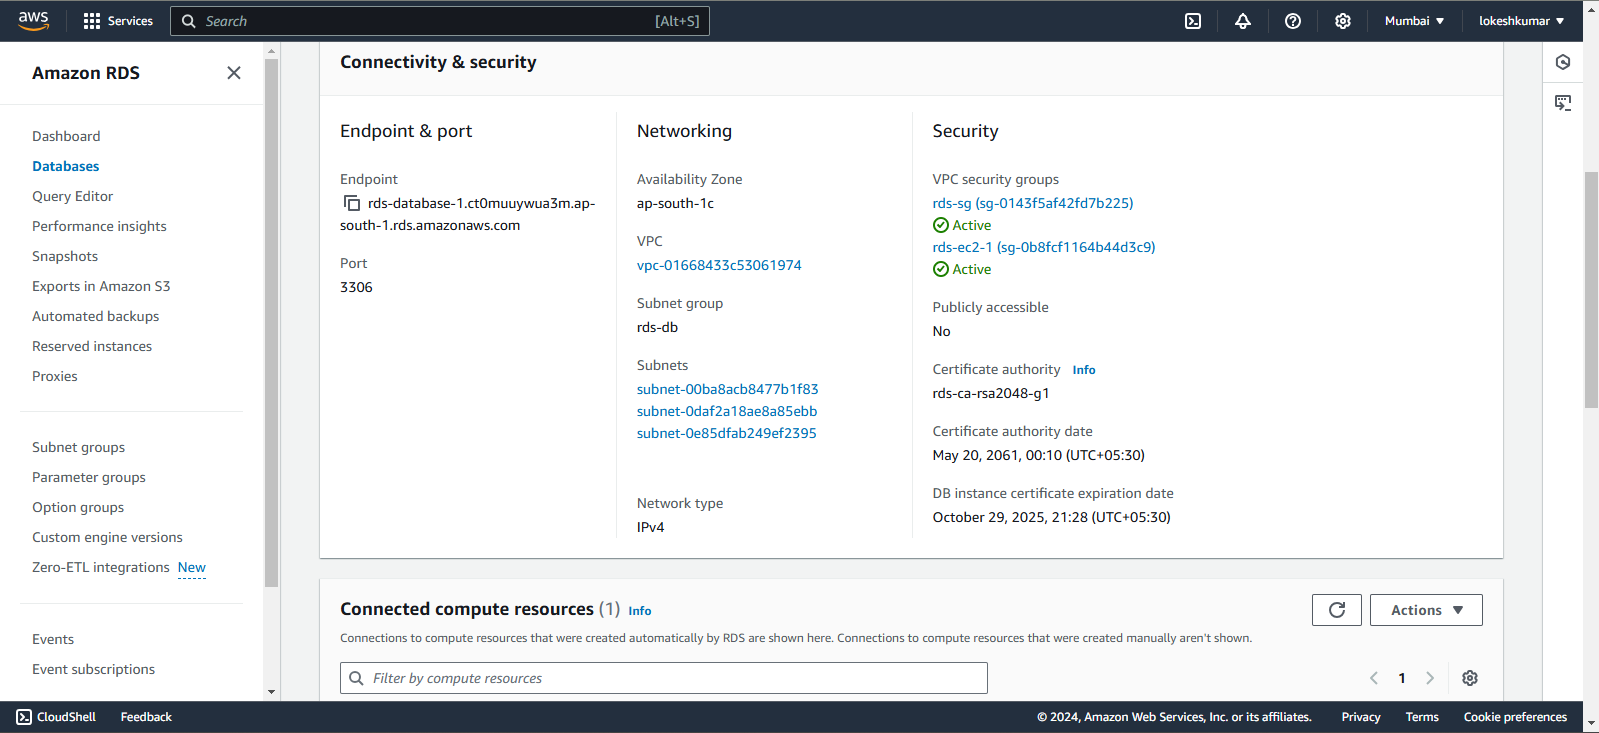 aws
Services
Search
[Alt+S]
Mumbai
lokeshkumar
Amazon RDS
Dashboard
Databases
Query Editor
Performance insights
Snapshots
Exports in Amazon S3
Automated backups
Reserved instances
Proxies
Subnet groups
Parameter groups
Option groups
Custom engine versions
Zero-ETL integrations New
Events
Event subscriptions
Connectivity & security
Endpoint & port
Endpoint
rds-database-1.ct0muuywua3m.ap-
south-1.rds.amazonaws.com
Port
3306
Networking
Availability Zone
ap-south-1c
VPC
vpc-01668433c53061974
Subnet group
rds-db
Subnets
subnet-00ba8acb8477b1f83
subnet-0daf2a18ae8a85ebb
subnet-0e85dfab249ef2395
Network type
IPv4
Security
VPC security groups
rds-sg (sg-0143f5af42fd7b225)
Active
rds-ec2-1 (sg-0b8fcf1164b44d3c9)
Active
Publicly accessible
No
Certificate authority Info
rds-ca-rsa2048-g1
Certificate authority date
May 20, 2061, 00:10 (UTC+05:30)
DB instance certificate expiration date
October 29, 2025, 21:28 (UTC+05:30)
Connected compute resources (1) Info
Actions
Connections to compute resources that were created automatically by RDS are shown here. Connections to compute resources that were created manually aren't shown.
Filter by compute resources
1
CloudShell
Feedback
© 2024, Amazon Web Services, Inc. or its affiliates.
Privacy
Terms
Cookie preferences